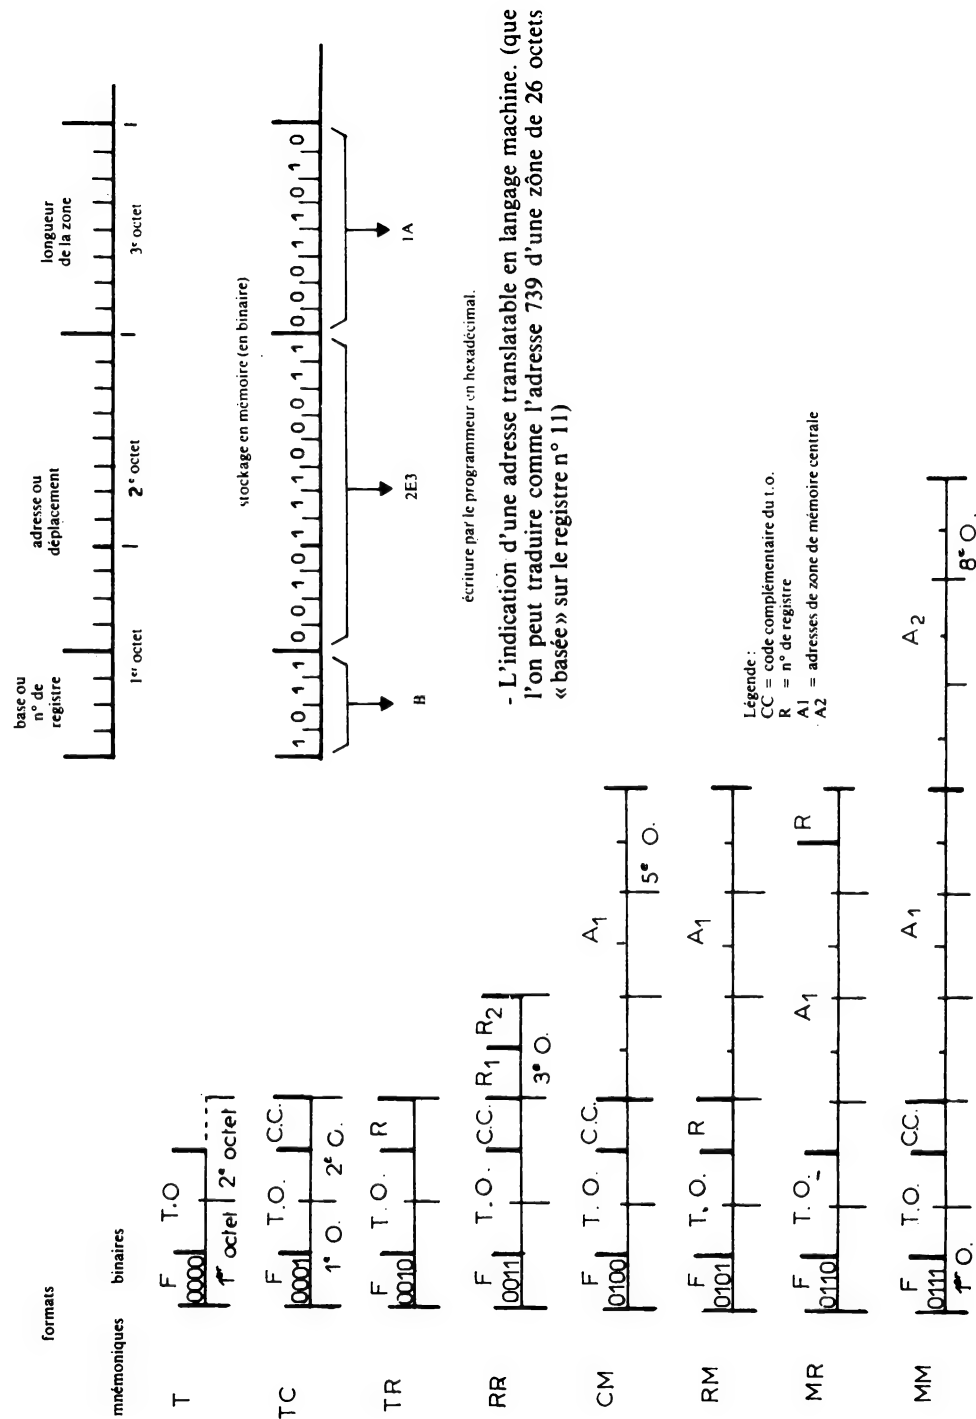 formats
mnémoniques binaires
T F 0000 T.O
1er octet 2e octet
TC F 0001 T.O. C.C.
1e O. 2e O.
TR F 0010 T.O. R
RR F 0011 T.O. C.C. R1 R2
3e O.
CM F 0100 T.O. C.C. A1
5e O.
RM F 0101 T.O. R A1
MR F 0110 T.O. A1 R
MM F 0111 T.O. C.C. A1 A2
1er O. 8e O.
base ou
n° de
registre
adresse ou
déplacement
longueur
de la zone
1er octet 2e octet 3e octet
stockage en mémoire (en binaire)
1 0 1 1 0 0 1 0 1 1 1 0 0 0 1 1 0 0 0 1 1 0 1 0
B 2E3 1A
écriture par le programmeur en hexadécimal.
- L'indication d'une adresse translatable en langage machine. (que
l'on peut traduire comme l'adresse 739 d'une zône de 26 octets
«basée» sur le registre n° 11)
Légende :
CC = code complémentaire du t.o.
R = n° de registre
A1
A2 = adresses de zone de mémoire centrale